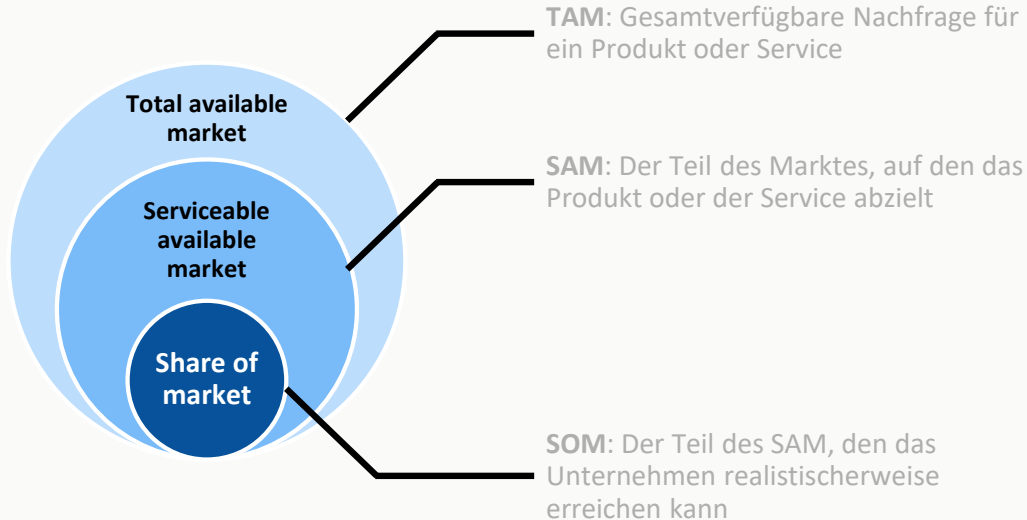 TAM: Gesamtverfügbare Nachfrage für
ein Produkt oder Service
Total available
market
SAM: Der Teil des Marktes, auf den das
Produkt oder der Service abzielt
Serviceable
available
market
Share of
market
SOM: Der Teil des SAM, den das
Unternehmen realistischerweise
erreichen kann